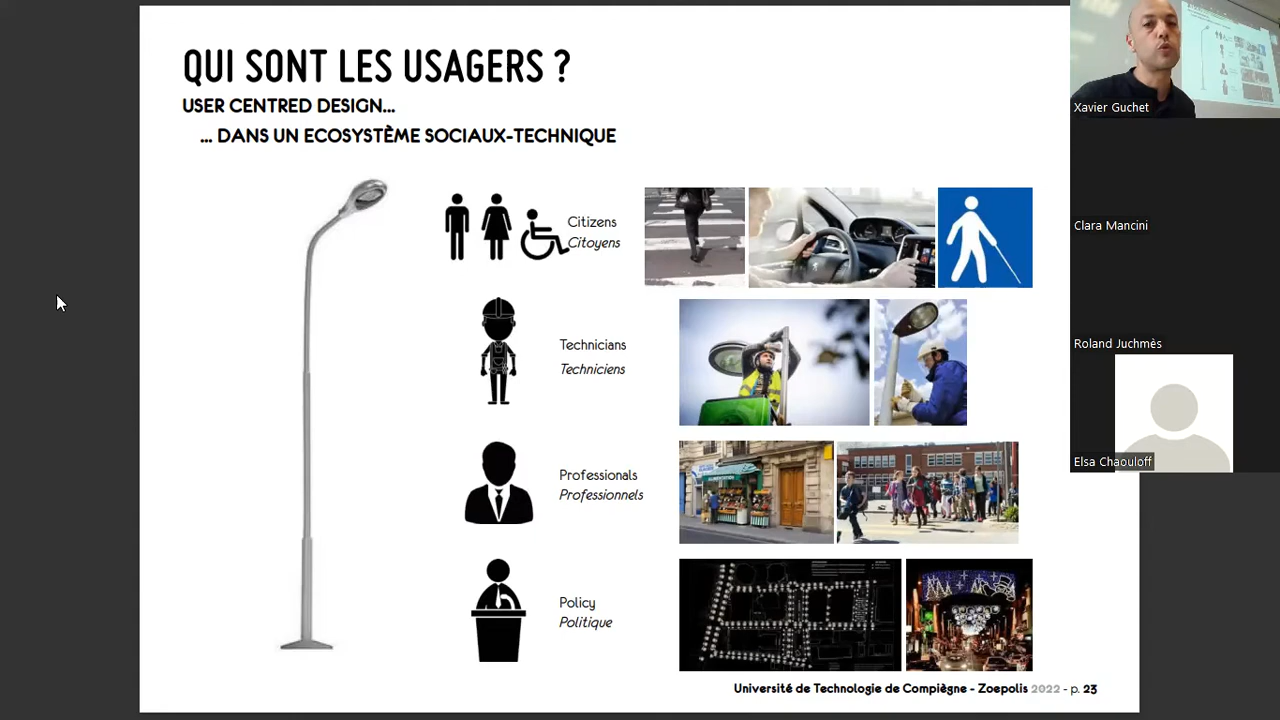 QUI SONT LES USAGERS ?
USER CENTRED DESIGN...
... DANS UN ECOSYSTÈME SOCIAUX-TECHNIQUE
Citizens
Citoyens
Technicians
Techniciens
Professionals
Professionnels
ALIMENTATION
Policy
Politique
Université de Technologie de Compiègne - Zoepolis 2022 - p. 23
Xavier Guchet
Clara Mancini
Roland Juchmès
Elsa Chaouloff